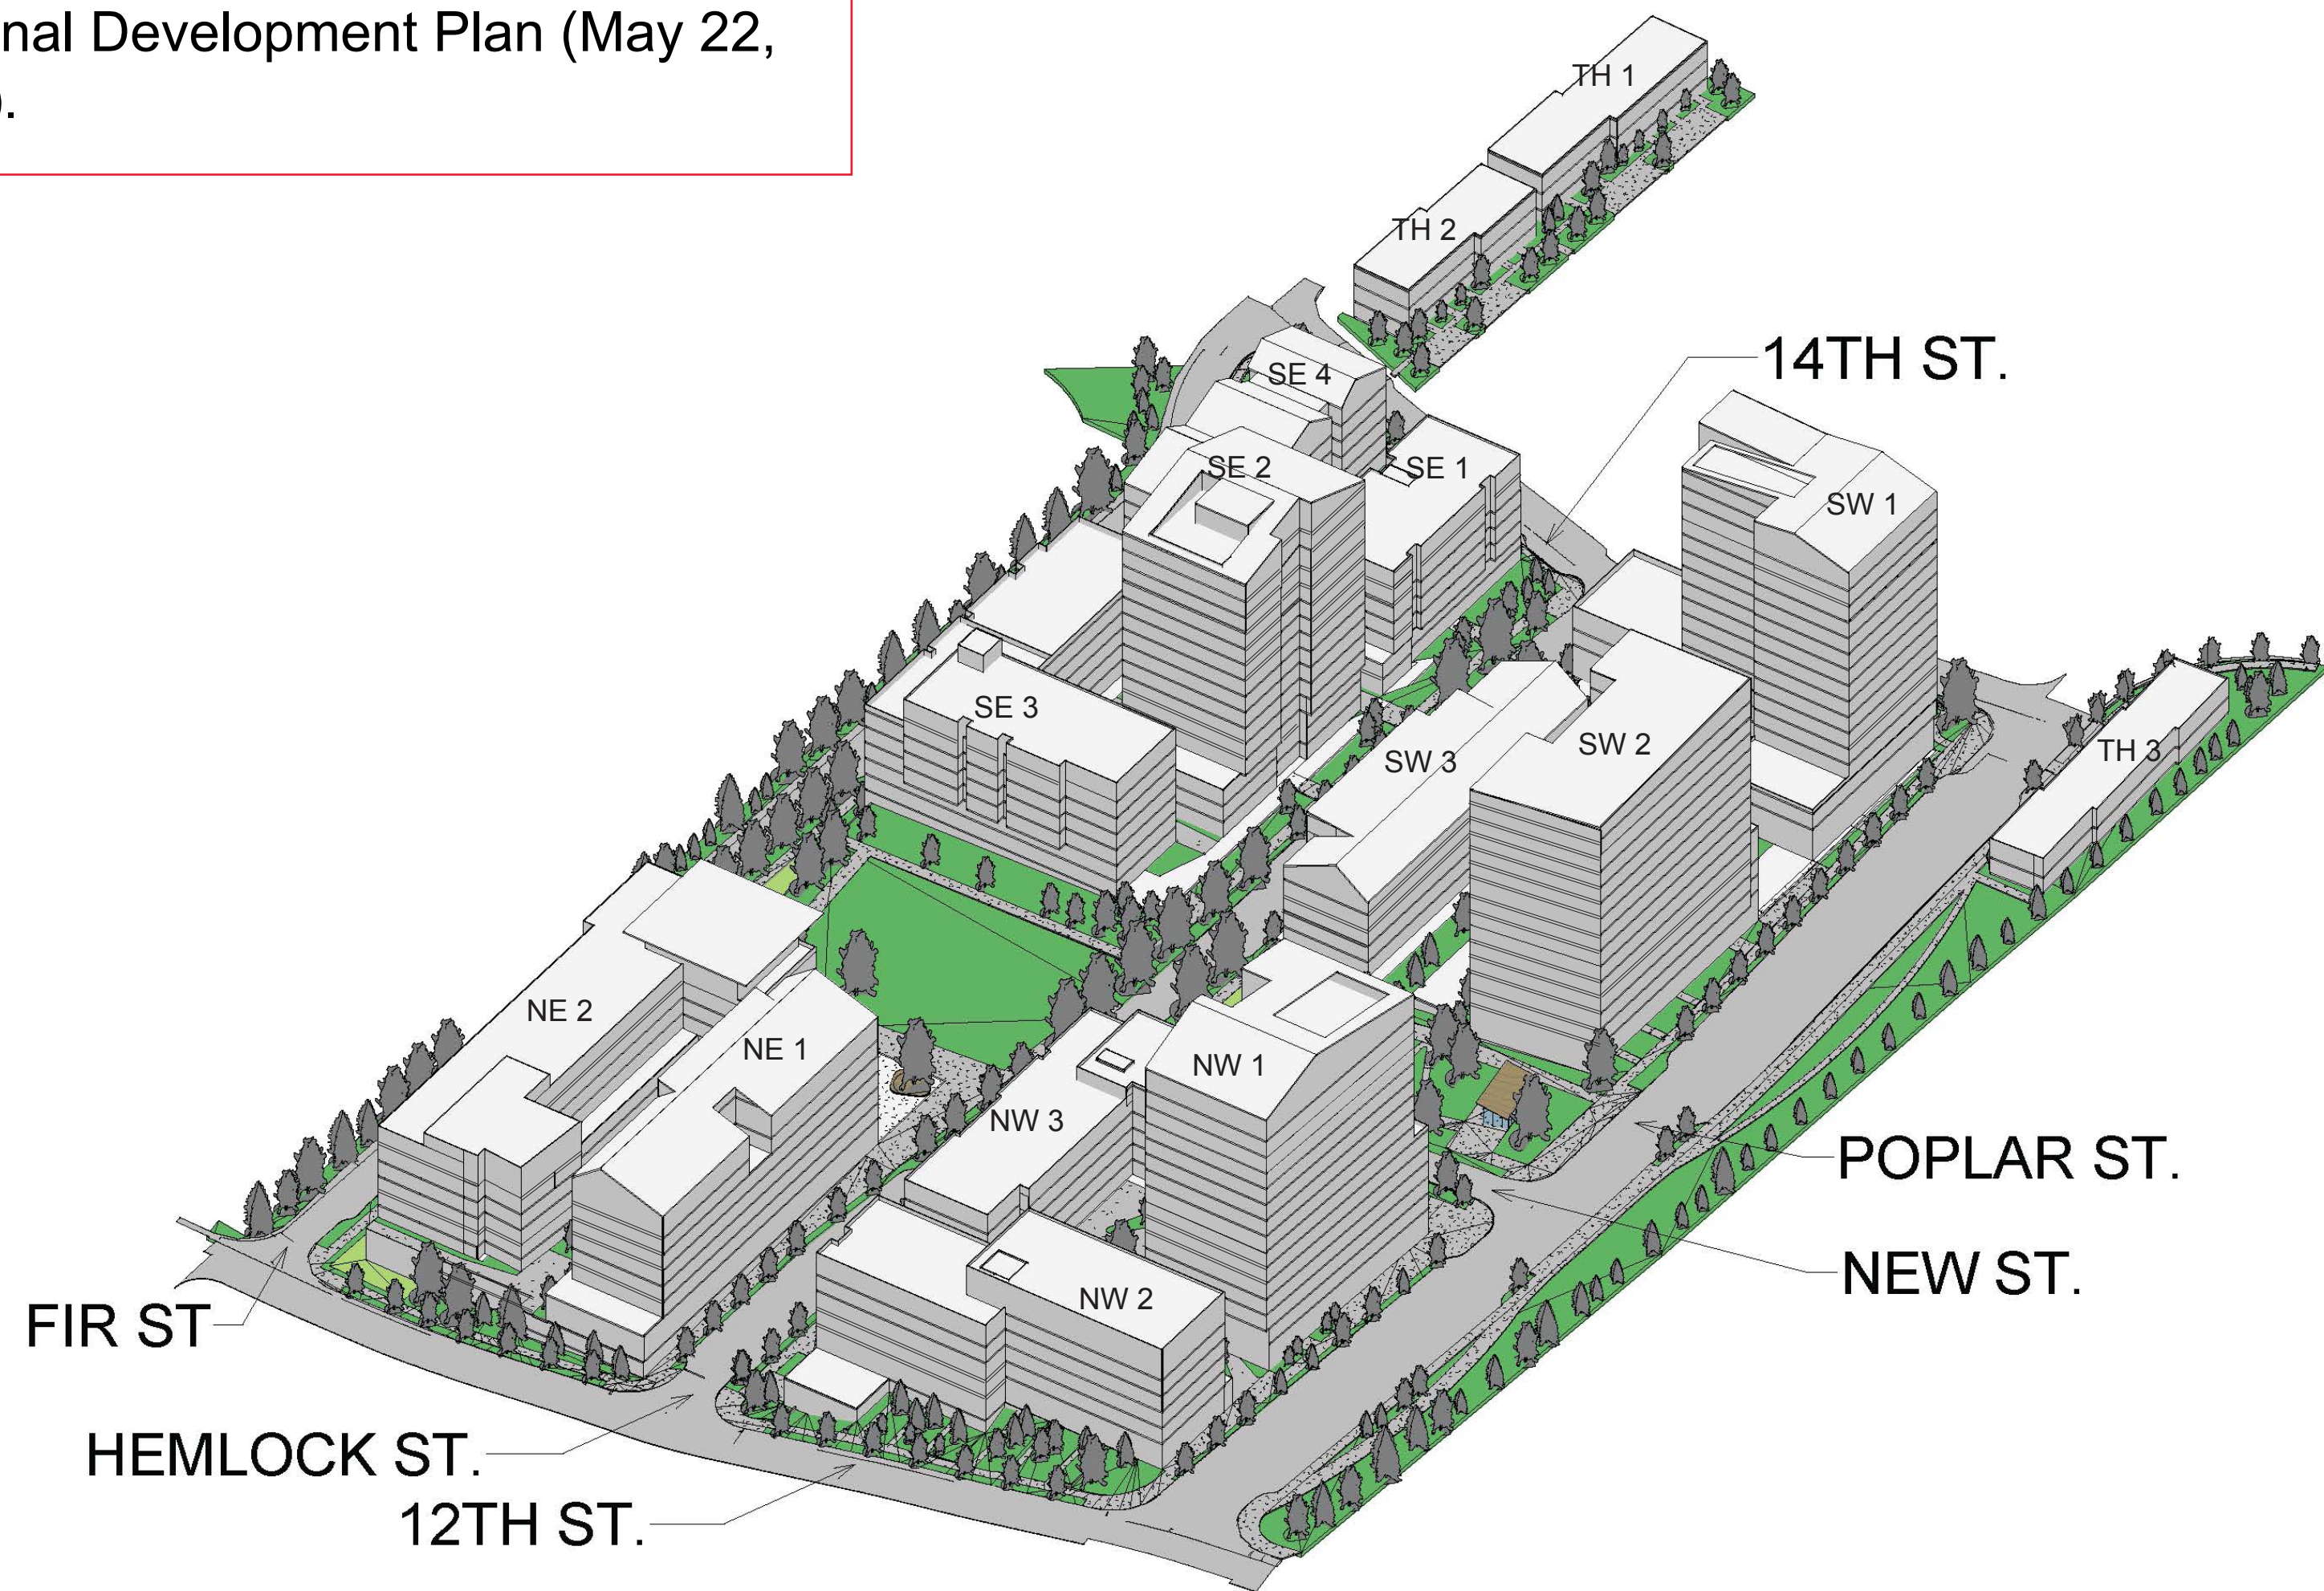 nal Development Plan (May 22,
).
TH 1
TH 2
14TH ST.
SE 4
SE 2
SE 1
SW 1
SE 3
SW 3
SW 2
TH 3
NE 2
NE 1
NW 1
NW 3
POPLAR ST.
NEW ST.
NW 2
FIR ST
HEMLOCK ST.
12TH ST.